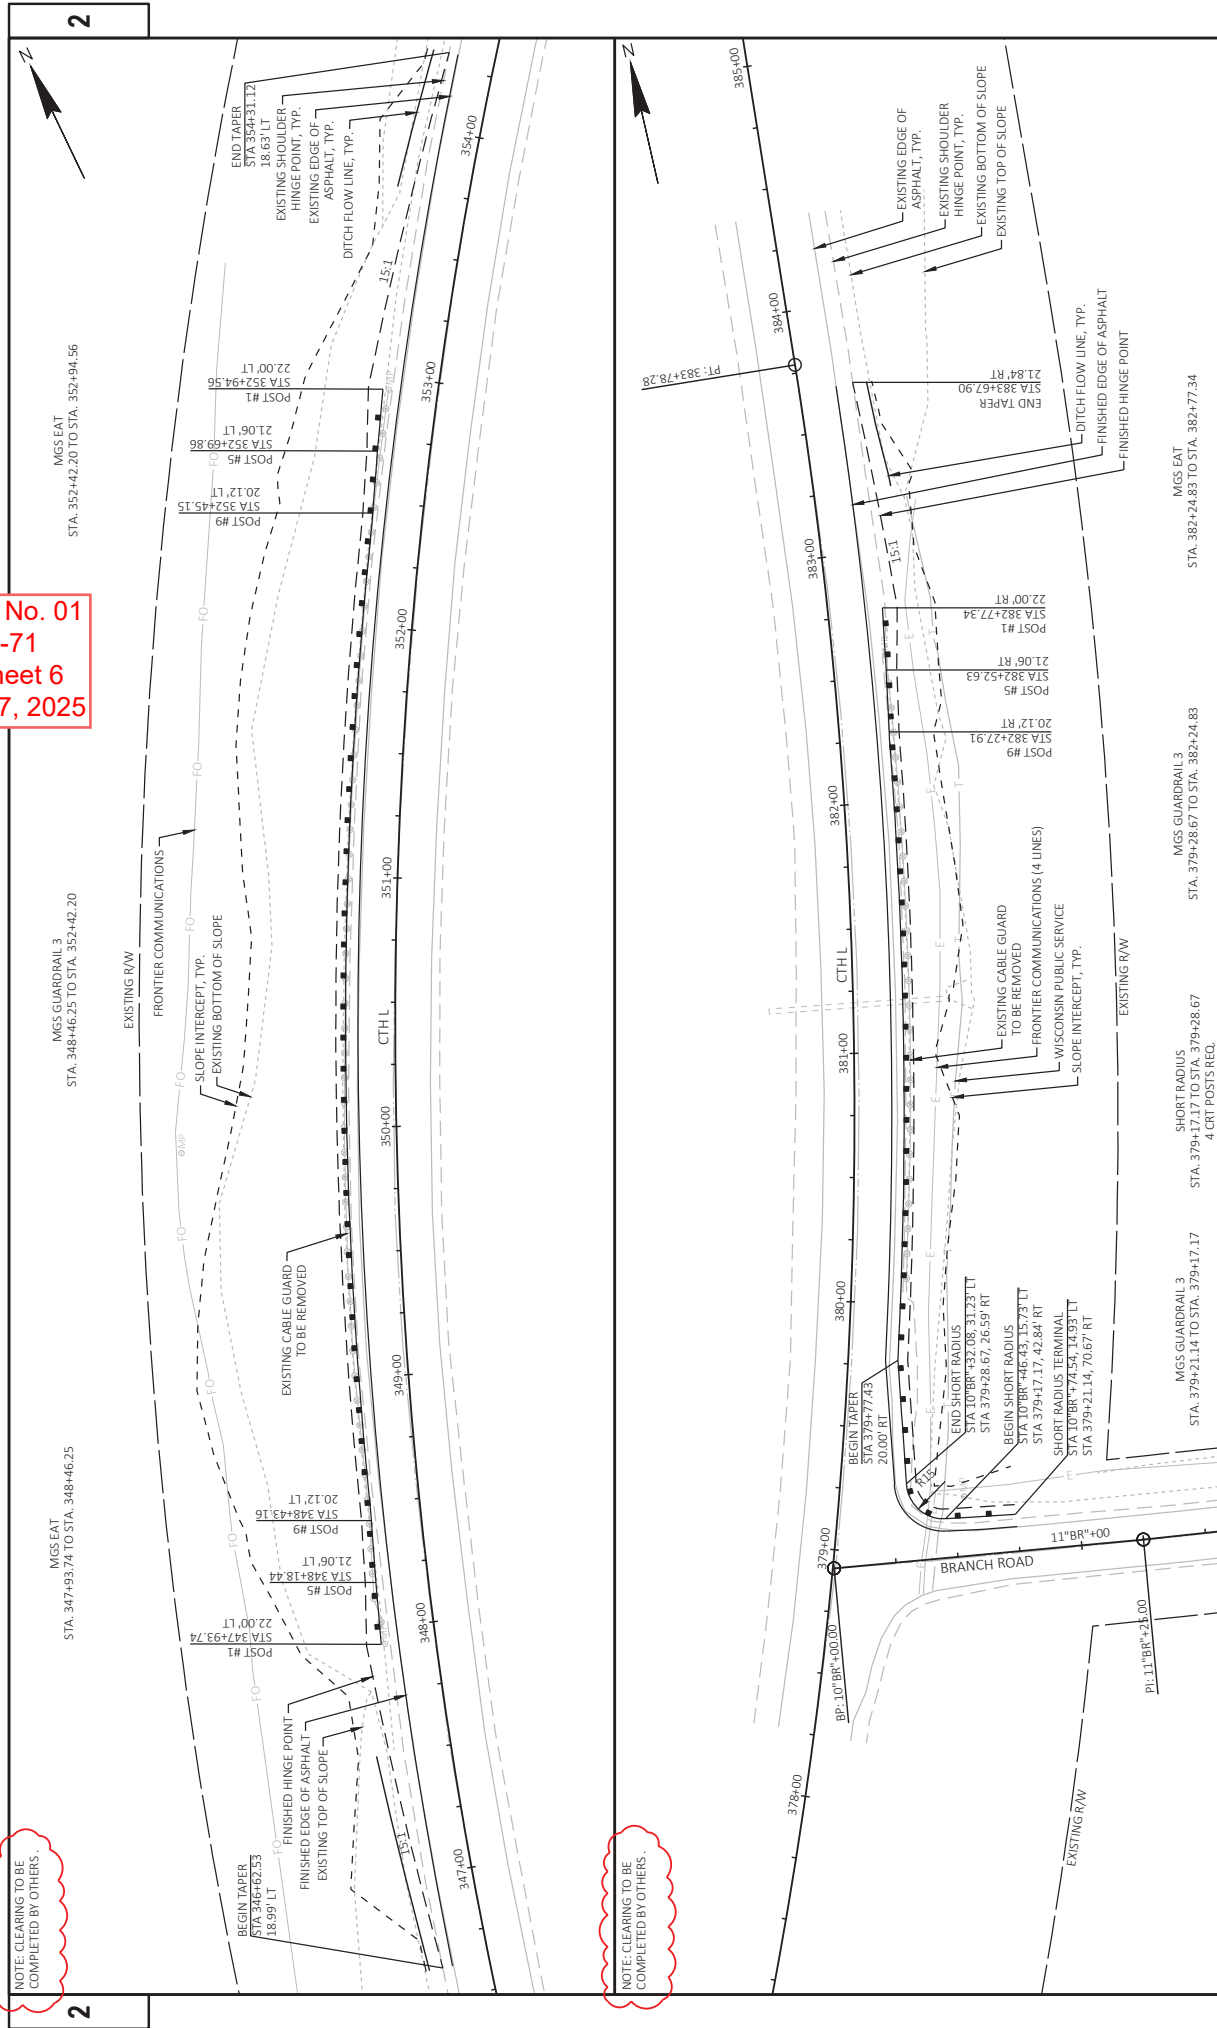 2
2
No. 01
-71
heet 6
7, 2025
NOTE: CLEARING TO BE
COMPLETED BY OTHERS.
MGS EAT
STA. 347+93.74 TO STA. 348+46.25
MGS GUARDRAIL 3
STA. 348+46.25 TO STA. 352+42.20
MGS EAT
STA. 352+42.20 TO STA. 352+94.56
N
EXISTING R/W
FRONTIER COMMUNICATIONS
SLOPE INTERCEPT, TYP.
EXISTING BOTTOM OF SLOPE
FO
FO
FO
FO
FO
FO
FO
FO
FO
FO
MP
BEGIN TAPER
STA 346+62.53
18.99' LT
FINISHED HINGE POINT
FINISHED EDGE OF ASPHALT
EXISTING TOP OF SLOPE
15:1
POST #1
STA 347+93.74
22.00' LT
POST #5
STA 348+18.44
21.06' LT
POST #9
STA 348+43.16
20.12' LT
EXISTING CABLE GUARD
TO BE REMOVED
POST #9
STA 352+45.15
20.12' LT
POST #5
STA 352+69.86
21.06' LT
POST #1
STA 352+94.56
22.00' LT
MP
15:1
END TAPER
STA 354+31.12
18.63' LT
EXISTING SHOULDER
HINGE POINT, TYP.
EXISTING EDGE OF
ASPHALT, TYP.
DITCH FLOW LINE, TYP.
CTH L
347+00
348+00
349+00
350+00
351+00
352+00
353+00
354+00
NOTE: CLEARING TO BE
COMPLETED BY OTHERS.
N
378+00
379+00
380+00
381+00
382+00
383+00
384+00
385+00
CTH L
PT: 383+78.28
BP: 10"BR"+00.00
BRANCH ROAD
11"BR"+00
PI: 11"BR"+25.00
EXISTING R/W
R15'
BEGIN TAPER
STA 379+77.43
20.00' RT
END SHORT RADIUS
STA 10"BR"+32.08, 31.23' LT
STA 379+28.67, 26.59' RT
BEGIN SHORT RADIUS
STA 10"BR"+46.43, 15.73' LT
STA 379+17.17, 42.84' RT
SHORT RADIUS TERMINAL
STA 10"BR"+74.54, 14.93' LT
STA 379+21.14, 70.67' RT
EXISTING CABLE GUARD
TO BE REMOVED
FRONTIER COMMUNICATIONS (4 LINES)
WISCONSIN PUBLIC SERVICE
SLOPE INTERCEPT, TYP.
POST #9
STA 382+27.91
20.12' RT
POST #5
STA 382+52.63
21.06' RT
POST #1
STA 382+77.34
22.00' RT
15:1
END TAPER
STA 383+67.90
21.84' RT
DITCH FLOW LINE, TYP.
FINISHED EDGE OF ASPHALT
FINISHED HINGE POINT
EXISTING EDGE OF
ASPHALT, TYP.
EXISTING SHOULDER
HINGE POINT, TYP.
EXISTING BOTTOM OF SLOPE
EXISTING TOP OF SLOPE
EXISTING R/W
MGS GUARDRAIL 3
STA. 379+21.14 TO STA. 379+17.17
SHORT RADIUS
STA. 379+17.17 TO STA. 379+28.67
4 CRT POSTS REQ.
MGS GUARDRAIL 3
STA. 379+28.67 TO STA. 382+24.83
MGS EAT
STA. 382+24.83 TO STA. 382+77.34